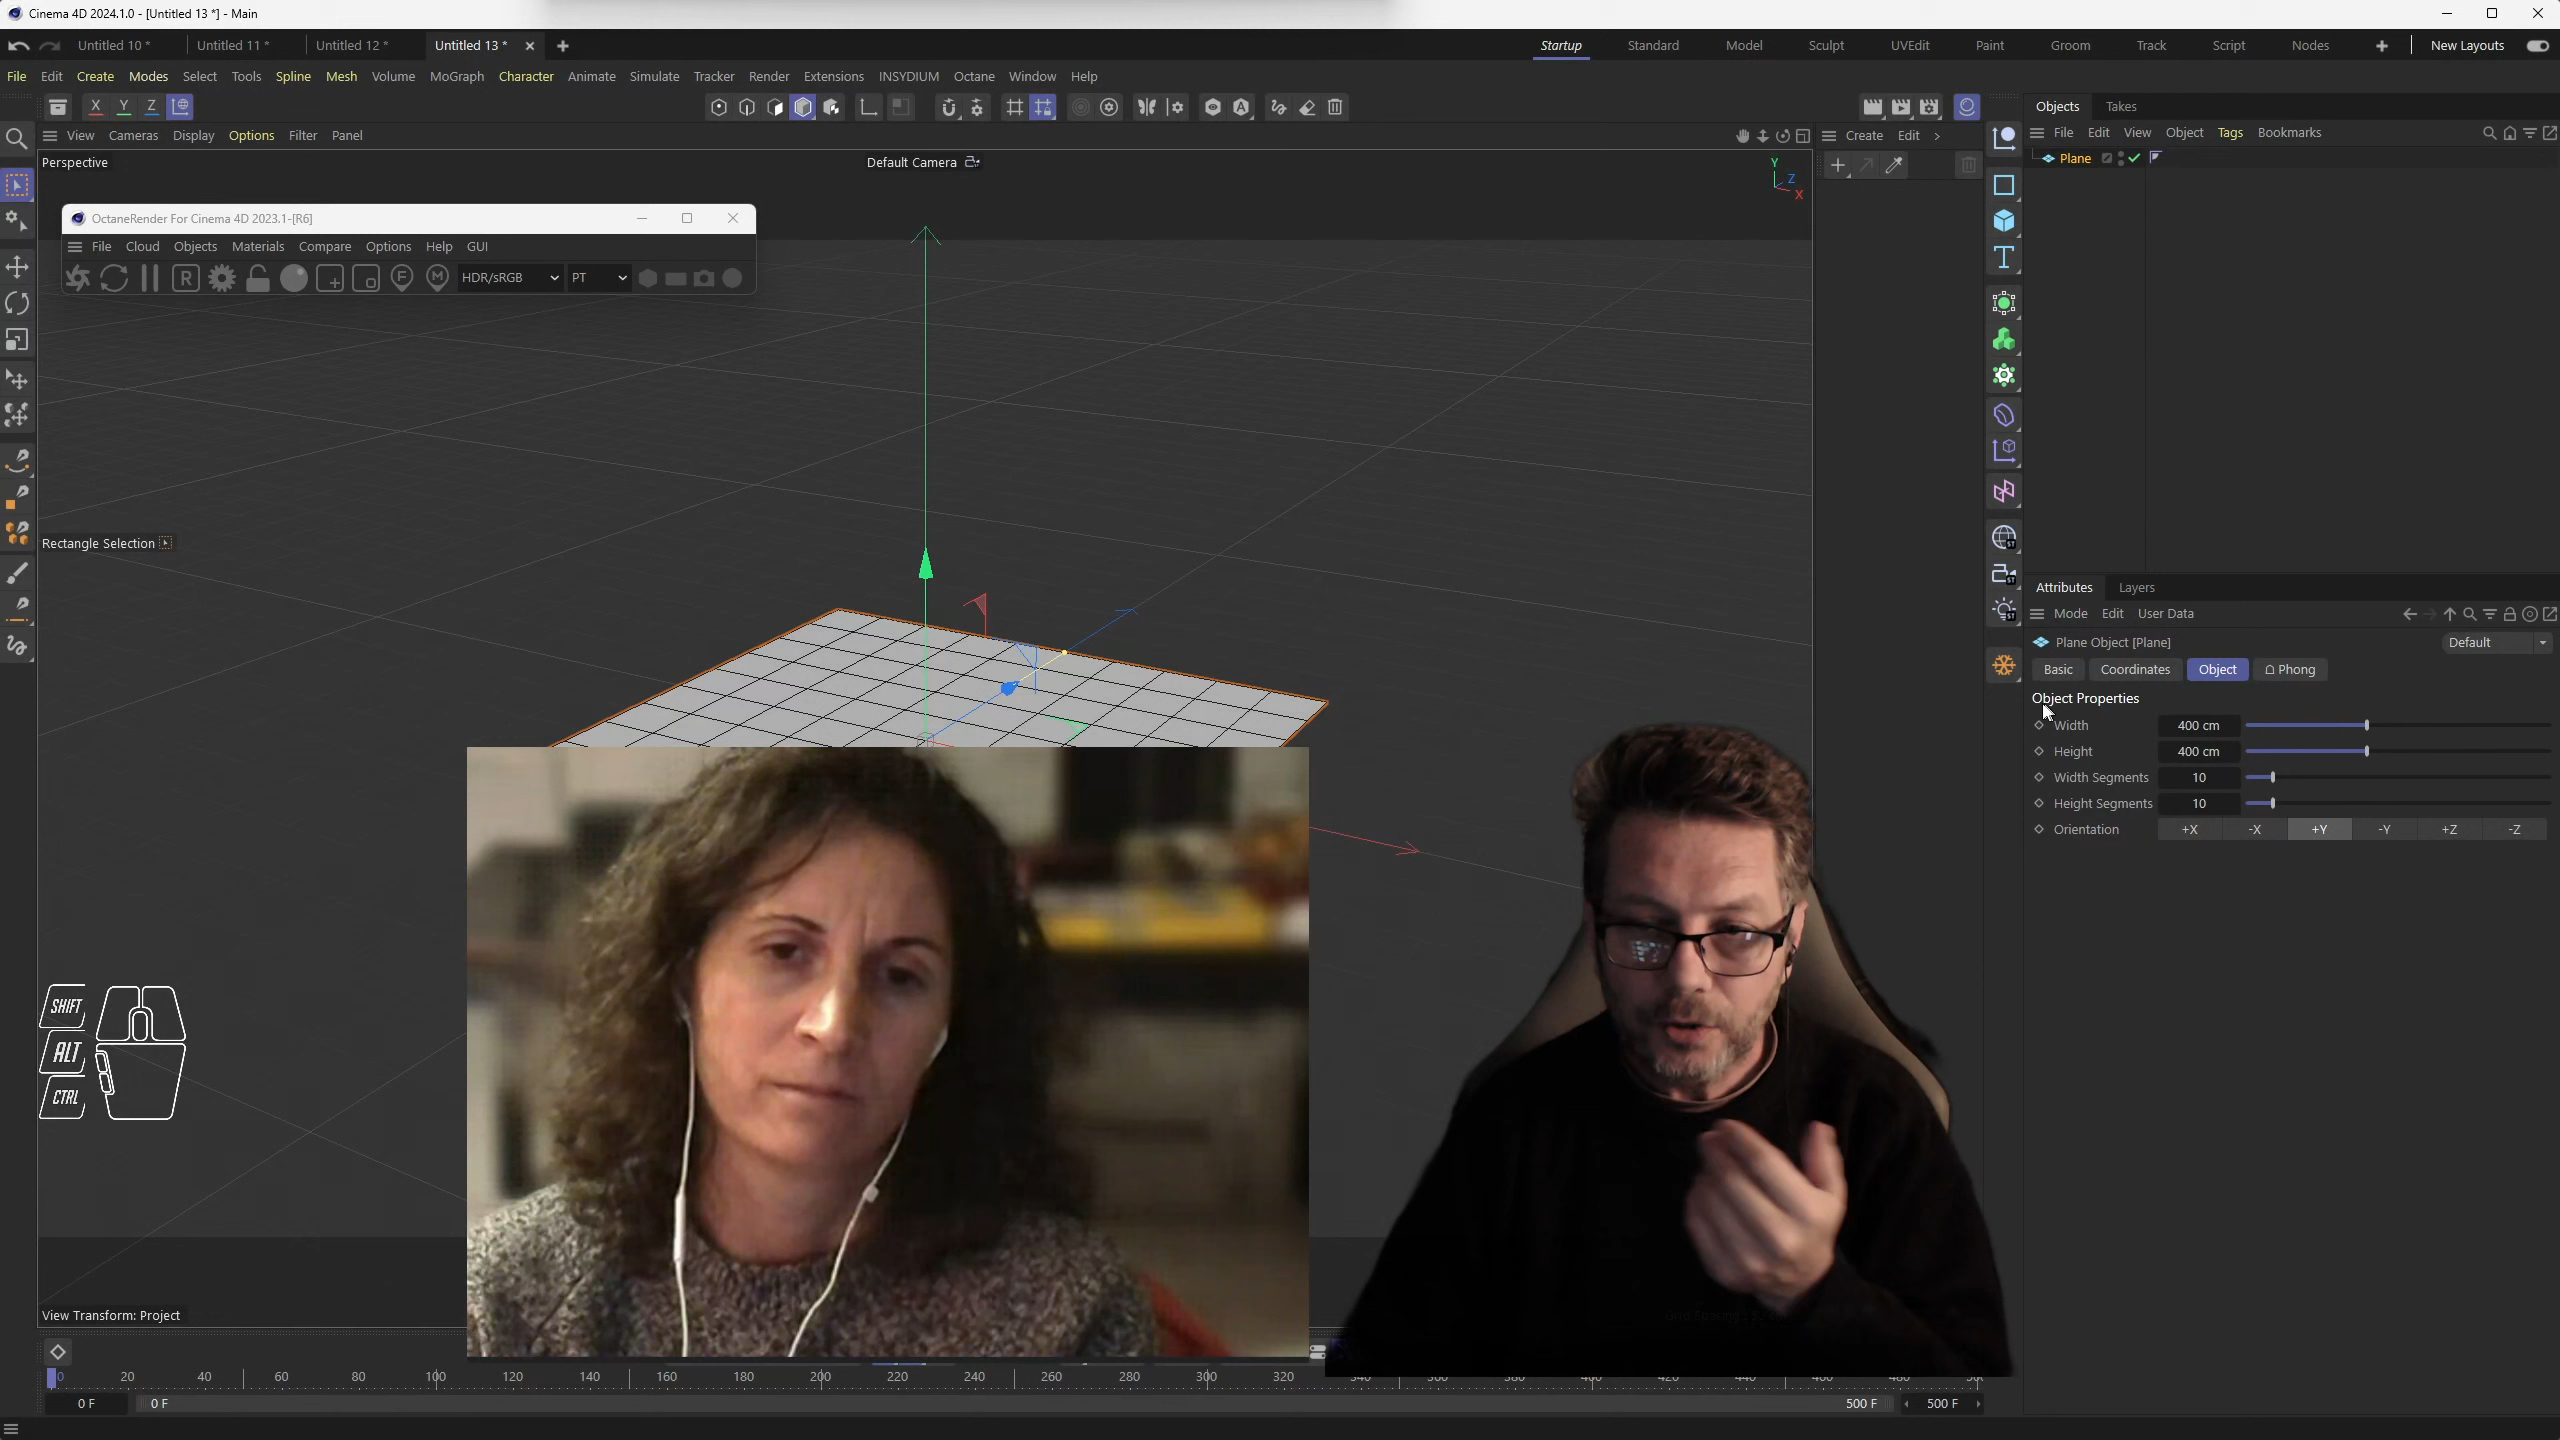 Cinema 4D 2024.1.0 - [Untitled 13 *] - Main
Untitled 10 * Untitled 11 * Untitled 12 * Untitled 13 * Startup Standard Model Sculpt UVEdit Paint Groom Track Script Nodes New Layouts
File Edit Create Modes Select Tools Spline Mesh Volume MoGraph Character Animate Simulate Tracker Render Extensions INSYDIUM Octane Window Help
X Y Z
View Cameras Display Options Filter Panel
Create Edit
Perspective
Default Camera
Y
Z
X
OctaneRender For Cinema 4D 2023.1-[R6]
File Cloud Objects Materials Compare Options Help GUI
R F M HDR/sRGB PT
Rectangle Selection
SHIFT
ALT
CTRL
View Transform: Project
Objects Takes
File Edit View Object Tags Bookmarks
Plane
Attributes Layers
Mode Edit User Data
Plane Object [Plane] Default
Basic Coordinates Object Phong
Object Properties
Width 400 cm
Height 400 cm
Width Segments 10
Height Segments 10
Orientation +X -X +Y -Y +Z -Z
0 20 40 60 80 100 120 140 160 180 200 220 240 260 280 300 320
0 F 0 F 500 F 500 F